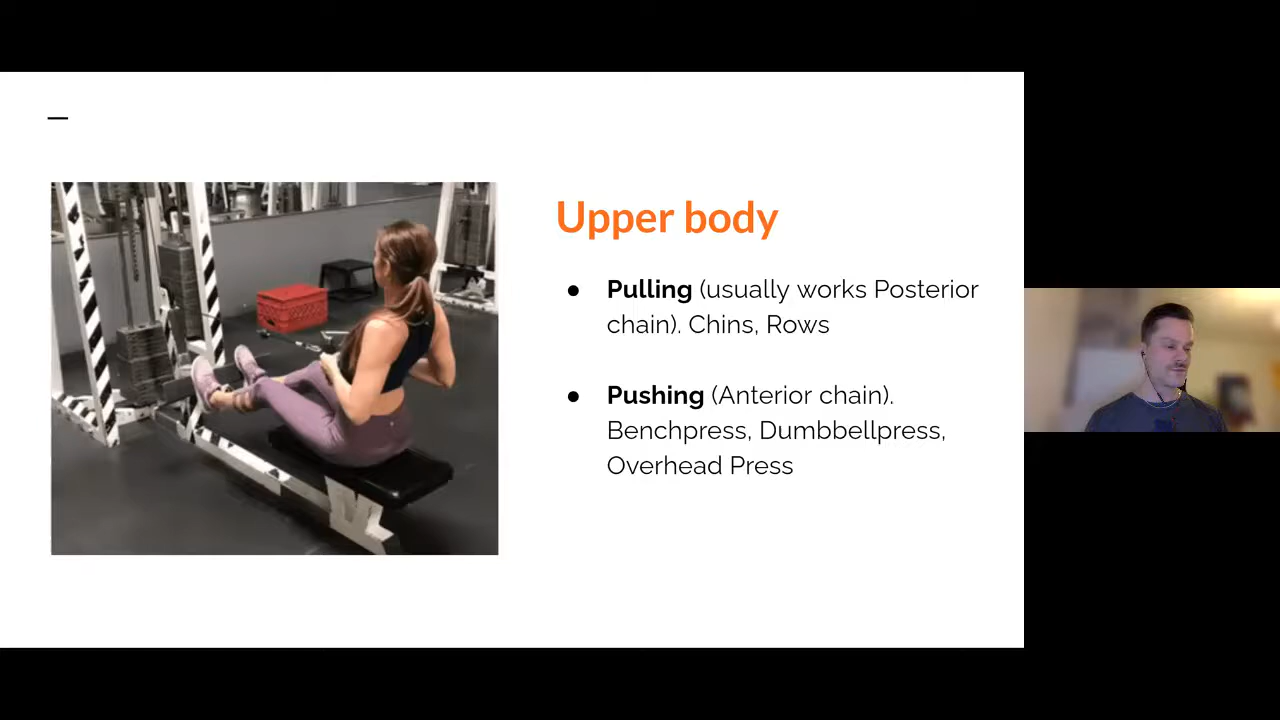 Upper body
● Pulling (usually works Posterior
chain). Chins, Rows
● Pushing (Anterior chain).
Benchpress, Dumbbellpress,
Overhead Press